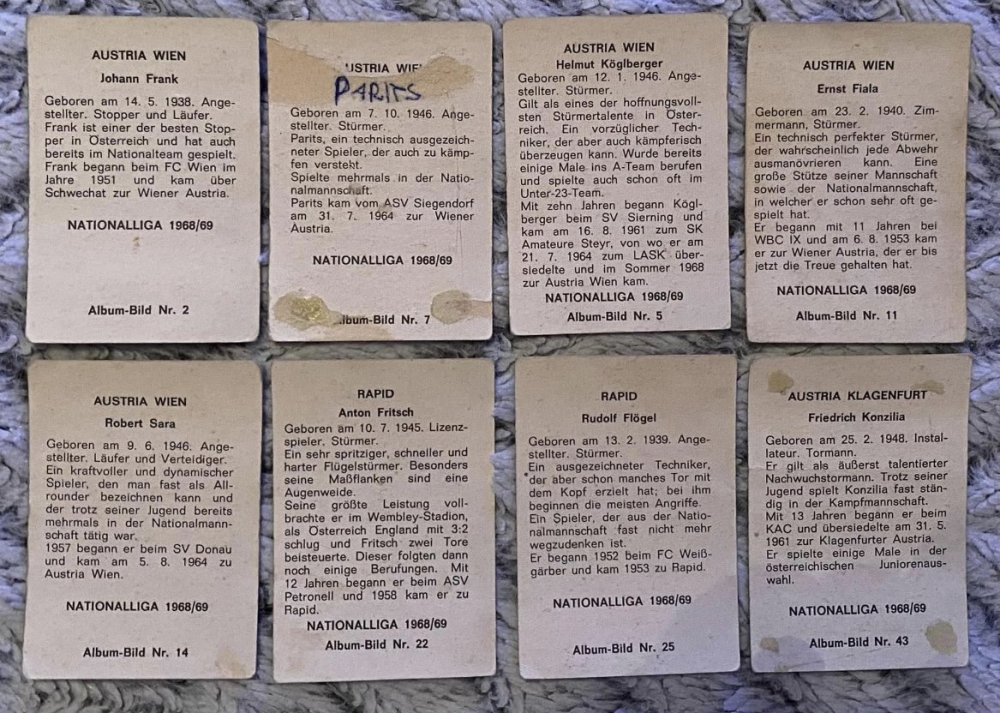 AUSTRIA WIEN
Johann Frank
Geboren am 14. 5. 1938. Ange-
stellter. Stopper und Läufer.
Frank ist einer der besten Stop-
per in Österreich und hat auch
bereits im Nationalteam gespielt.
Frank begann beim FC Wien im
Jahre 1951 und kam über
Schwechat zur Wiener Austria.
NATIONALLIGA 1968/69
Album-Bild Nr. 2
USTRIA WIE
PARITS
Geboren am 7. 10. 1946. Ange-
stellter. Stürmer.
Parits, ein technisch ausgezeich-
neter Spieler, der auch zu kämp-
fen versteht.
Spielte mehrmals in der Natio-
nalmannschaft.
Parits kam vom ASV Siegendorf
am 31. 7. 1964 zur Wiener
Austria.
NATIONALLIGA 1968/69
lbum-Bild Nr. 7
AUSTRIA WIEN
Helmut Köglberger
Geboren am 12. 1. 1946. Ange-
stellter. Stürmer.
Gilt als eines der hoffnungsvoll-
sten Stürmertalente in Öster-
reich. Ein vorzüglicher Tech-
niker, der aber auch kämpferisch
überzeugen kann. Wurde bereits
einige Male ins A-Team berufen
und spielte auch schon oft im
Unter-23-Team.
Mit zehn Jahren begann Kögl-
berger beim SV Sierning und
kam am 16. 8. 1961 zum SK
Amateure Steyr, von wo er am
21. 7. 1964 zum LASK über-
siedelte und im Sommer 1968
zur Austria Wien kam.
NATIONALLIGA 1968/69
Album-Bild Nr. 5
AUSTRIA WIEN
Ernst Fiala
Geboren am 23. 2. 1940. Zim-
mermann, Stürmer.
Ein technisch perfekter Stürmer,
der wahrscheinlich jede Abwehr
ausmanövrieren kann. Eine
große Stütze seiner Mannschaft
sowie der Nationalmannschaft,
in welcher er schon sehr oft ge-
spielt hat.
Er begann mit 11 Jahren bei
WBC IX und am 6. 8. 1953 kam
er zur Wiener Austria, der er bis
jetzt die Treue gehalten hat.
NATIONALLIGA 1968/69
Album-Bild Nr. 11
AUSTRIA WIEN
Robert Sara
Geboren am 9. 6. 1946. Ange-
stellter. Läufer und Verteidiger.
Ein kraftvoller und dynamischer
Spieler, den man fast als All-
rounder bezeichnen kann und
der trotz seiner Jugend bereits
mehrmals in der Nationalmann-
schaft tätig war.
1957 begann er beim SV Donau
und kam am 5. 8. 1964 zu
Austria Wien.
NATIONALLIGA 1968/69
Album-Bild Nr. 14
RAPID
Anton Fritsch
Geboren am 10. 7. 1945. Lizenz-
spieler, Stürmer.
Ein sehr spritziger, schneller und
harter Flügelstürmer. Besonders
seine Maßflanken sind eine
Augenweide.
Seine größte Leistung voll-
brachte er im Wembley-Stadion,
als Österreich England mit 3:2
schlug und Fritsch zwei Tore
beisteuerte. Dieser folgten dann
noch einige Berufungen. Mit
12 Jahren begann er beim ASV
Petronell und 1958 kam er zu
Rapid.
NATIONALLIGA 1968/69
Album-Bild Nr. 22
RAPID
Rudolf Flögel
Geboren am 13. 2. 1939. Ange-
stellter. Stürmer.
Ein ausgezeichneter Techniker,
der aber schon manches Tor mit
dem Kopf erzielt hat; bei ihm
beginnen die meisten Angriffe.
Ein Spieler, der aus der Natio-
nalmannschaft fast nicht mehr
wegzudenken ist.
Er begann 1952 beim FC Weiß-
gärber und kam 1953 zu Rapid.
NATIONALLIGA 1968/69
Album-Bild Nr. 25
AUSTRIA KLAGENFURT
Friedrich Konzilia
Geboren am 25. 2. 1948. Instal-
lateur. Tormann.
Er gilt als äußerst talentierter
Nachwuchstormann. Trotz seiner
Jugend spielt Konzilia fast stän-
dig in der Kampfmannschaft.
Mit 13 Jahren begann er beim
KAC und übersiedelte am 31. 5.
1961 zur Klagenfurter Austria.
Er spielte einige Male in der
österreichischen Juniorenaus-
wahl.
NATIONALLIGA 1968/69
Album-Bild Nr. 43